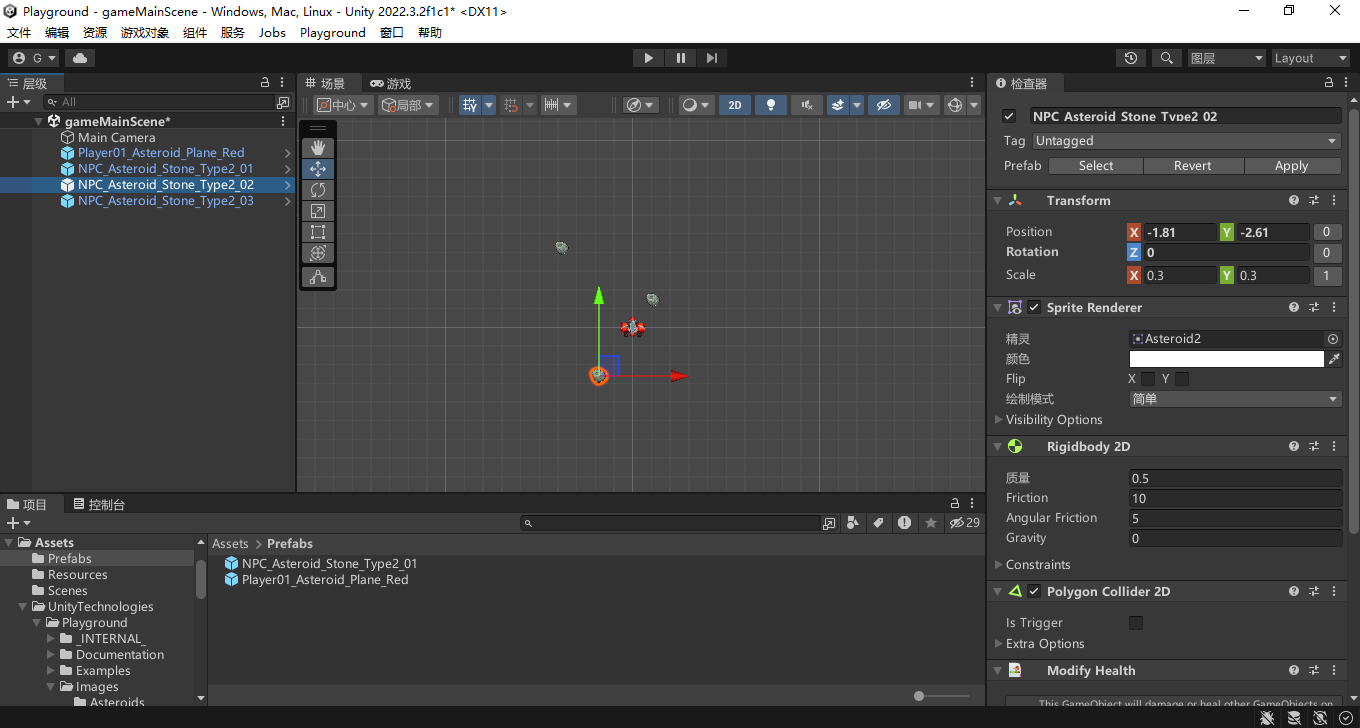 Playground - gameMainScene - Windows, Mac, Linux - Unity 2022.3.2f1c1* <DX11>
文件 编辑 资源 游戏对象 组件 服务 Jobs Playground 窗口 帮助
G 图层 Layout
层级
All
gameMainScene*
Main Camera
Player01_Asteroid_Plane_Red
NPC_Asteroid_Stone_Type2_01
NPC_Asteroid_Stone_Type2_02
NPC_Asteroid_Stone_Type2_03
场景 游戏
中心 局部 2D
检查器
NPC_Asteroid_Stone_Type2_02
Tag Untagged
Prefab Select Revert Apply
Transform
Position X -1.81 Y -2.61 0
Rotation Z 0 0
Scale X 0.3 Y 0.3 1
Sprite Renderer
精灵 Asteroid2
颜色
Flip X Y
绘制模式 简单
Visibility Options
Rigidbody 2D
质量 0.5
Friction 10
Angular Friction 5
Gravity 0
Constraints
Polygon Collider 2D
Is Trigger
Extra Options
Modify Health
This GameObject will damage or heal other GameObjects on
项目 控制台
29
Assets
Prefabs
Resources
Scenes
UnityTechnologies
Playground
_INTERNAL_
Documentation
Examples
Images
Asteroids
Assets > Prefabs
NPC_Asteroid_Stone_Type2_01
Player01_Asteroid_Plane_Red